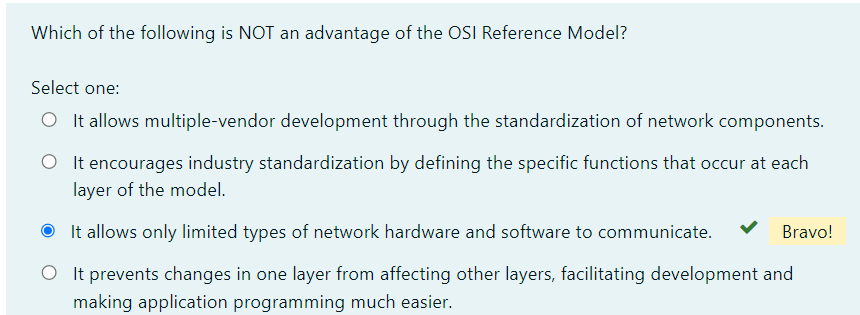 Which of the following is NOT an advantage of the OSI Reference Model?
Select one:
It allows multiple-vendor development through the standardization of network components.
It encourages industry standardization by defining the specific functions that occur at each
layer of the model.
It allows only limited types of network hardware and software to communicate. Bravo!
It prevents changes in one layer from affecting other layers, facilitating development and
making application programming much easier.